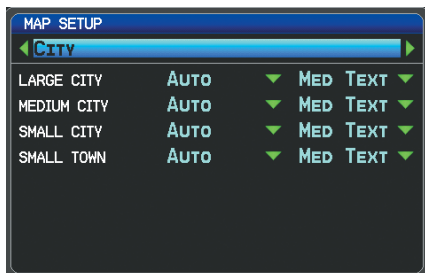 MAP SETUP
CITY
LARGE CITY AUTO MED TEXT
MEDIUM CITY AUTO MED TEXT
SMALL CITY AUTO MED TEXT
SMALL TOWN AUTO MED TEXT